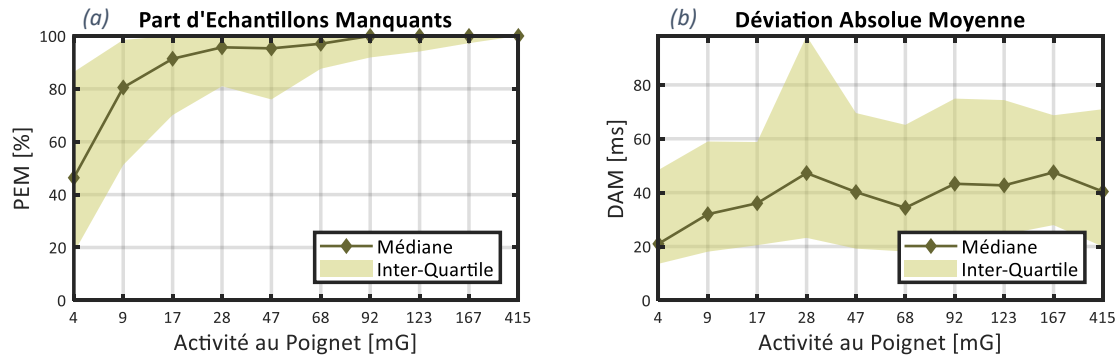 (a) Part d'Echantillons Manquants
100
80
60
40
20
0
PEM [%]
Médiane
Inter-Quartile
4 9 17 28 47 68 92 123 167 415
Activité au Poignet [mG]
(b) Déviation Absolue Moyenne
80
60
40
20
0
DAM [ms]
Médiane
Inter-Quartile
4 9 17 28 47 68 92 123 167 415
Activité au Poignet [mG]